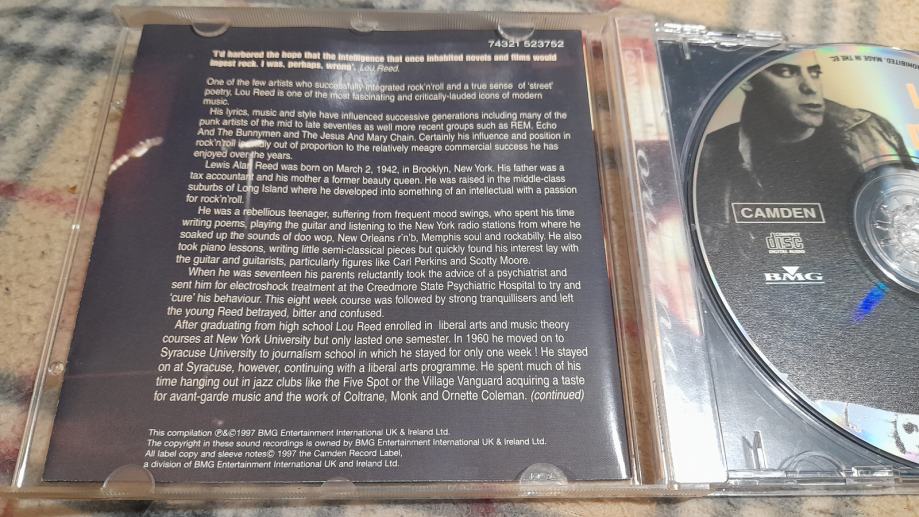 74321 523752
'I'd harbored the hope that the intelligence that once inhabited novels and films would
ingest rock. I was, perhaps, wrong'. Lou Reed.
One of the few artists who successfully integrated rock'n'roll and a true sense of 'street'
poetry, Lou Reed is one of the most fascinating and critically-lauded icons of modern
music.
His lyrics, music and style have influenced successive generations including many of the
punk artists of the mid to late seventies as well more recent groups such as REM, Echo
And The Bunnymen and The Jesus And Mary Chain. Certainly his influence and position in
rock'n'roll is out of proportion to the relatively meagre commercial success he has
enjoyed over the years.
Lewis Alan Reed was born on March 2, 1942, in Brooklyn, New York. His father was a
tax accountant and his mother a former beauty queen. He was raised in the middle-class
suburbs of Long Island where he developed into something of an intellectual with a passion
for rock'n'roll.
He was a rebellious teenager, suffering from frequent mood swings, who spent his time
writing poems, playing the guitar and listening to the New York radio stations from where he
soaked up the sounds of doo wop, New Orleans r'n'b, Memphis soul and rockabilly. He also
took piano lessons, writing little semi-classical pieces but quickly found his interest lay with
the guitar and guitarists, particularly figures like Carl Perkins and Scotty Moore.
When he was seventeen his parents reluctantly took the advice of a psychiatrist and
sent him for electroshock treatment at the Creedmore State Psychiatric Hospital to try and
'cure' his behaviour. This eight week course was followed by strong tranquillisers and left
the young Reed betrayed, bitter and confused.
After graduating from high school Lou Reed enrolled in liberal arts and music theory
courses at New York University but only lasted one semester. In 1960 he moved on to
Syracuse University to journalism school in which he stayed for only one week ! He stayed
on at Syracuse, however, continuing with a liberal arts programme. He spent much of his
time hanging out in jazz clubs like the Five Spot or the Village Vanguard acquiring a taste
for avant-garde music and the work of Coltrane, Monk and Ornette Coleman. (continued)
This compilation ℗&©1997 BMG Entertainment International UK & Ireland Ltd.
The copyright in these sound recordings is owned by BMG Entertainment International UK & Ireland Ltd.
All label copy and sleeve notes© 1997 the Camden Record Label,
a division of BMG Entertainment International UK and Ireland Ltd.
PROHIBITED. MADE IN THE EC.
CAMDEN
COMPACT
disc
DIGITAL AUDIO
BMG